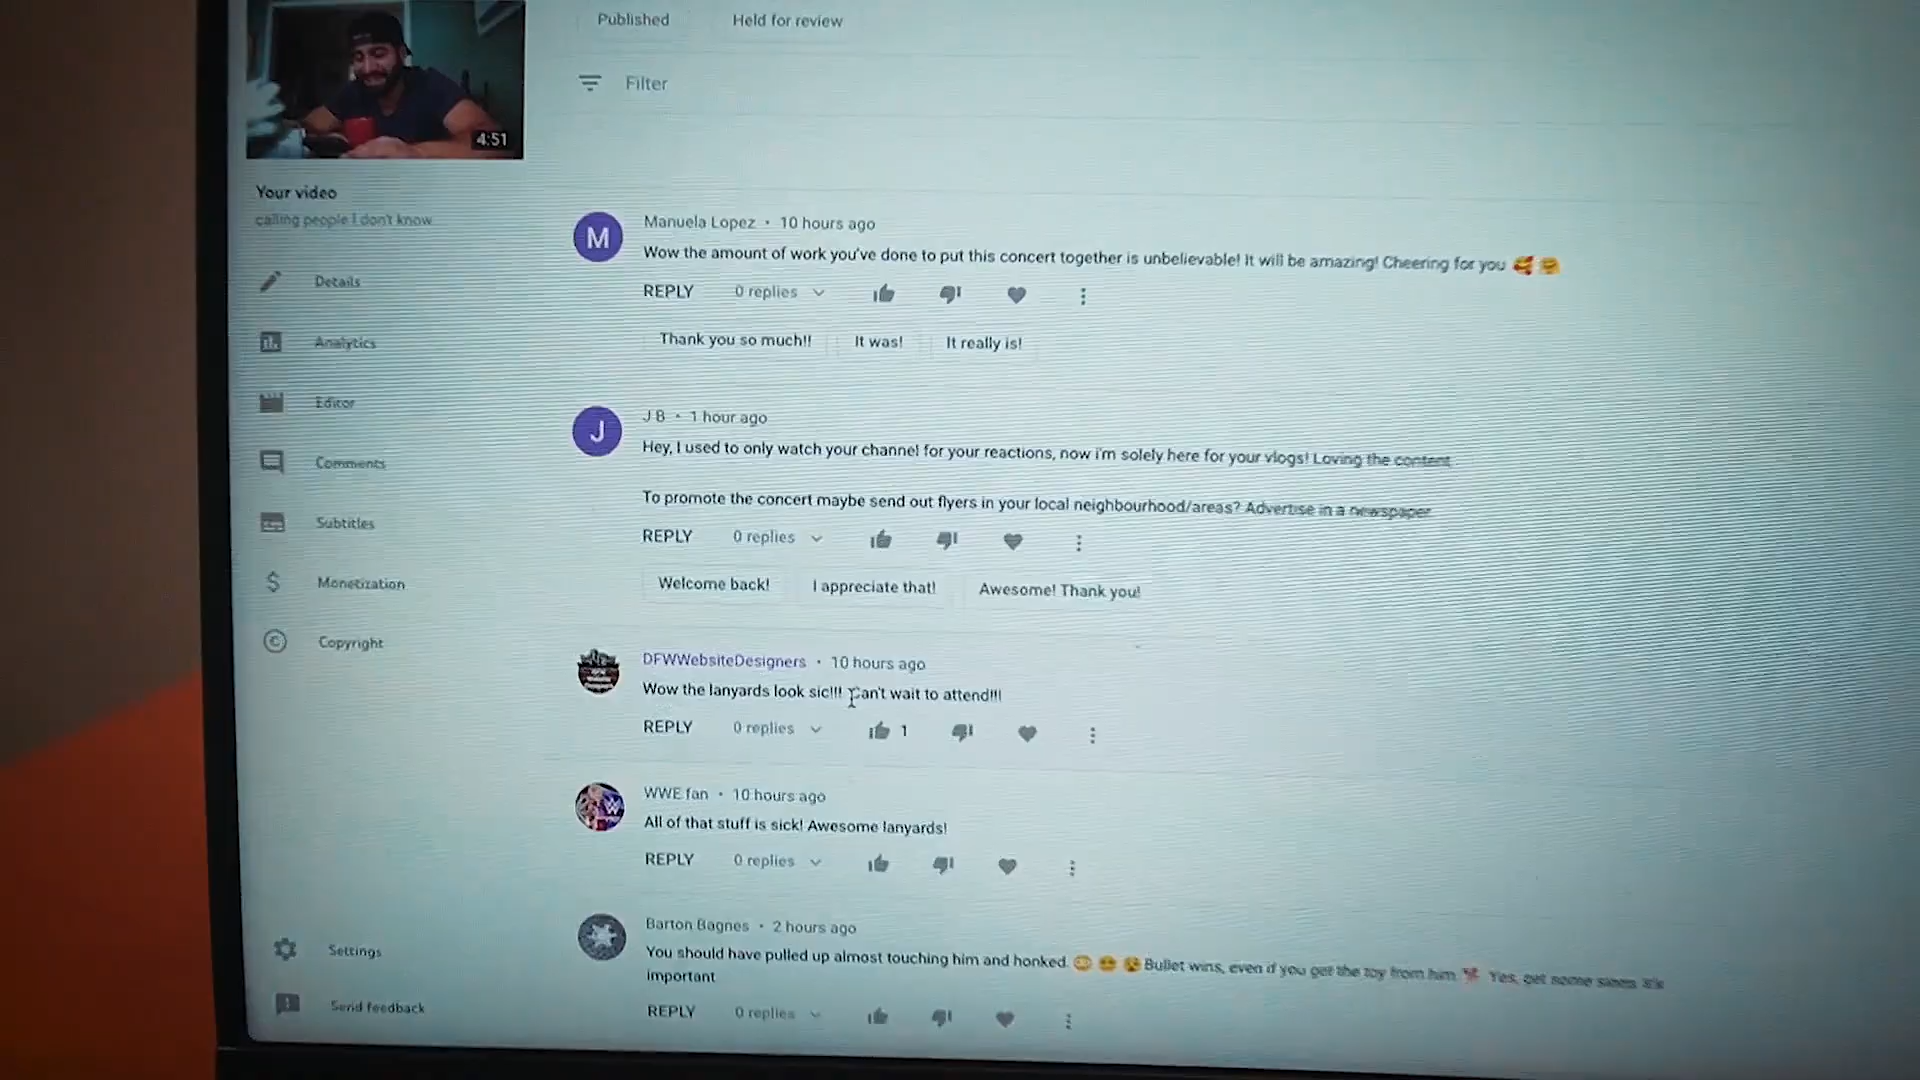 Published
Held for review
Filter
4:51
Your video
calling people I don't know
Details
Analytics
Editor
Comments
Subtitles
Monetization
Copyright
Settings
Send feedback
M
Manuela Lopez • 10 hours ago
Wow the amount of work you've done to put this concert together is unbelievable! It will be amazing! Cheering for you 🥰 🤗
REPLY 0 replies
Thank you so much!! It was! It really is!
J
J B • 1 hour ago
Hey, I used to only watch your channel for your reactions, now i'm solely here for your vlogs! Loving the content
To promote the concert maybe send out flyers in your local neighbourhood/areas? Advertise in a newspaper
REPLY 0 replies
Welcome back! I appreciate that! Awesome! Thank you!
DFWWebsiteDesigners • 10 hours ago
Wow the lanyards look sic!!! Can't wait to attend!!!
REPLY 0 replies 1
WWE fan • 10 hours ago
All of that stuff is sick! Awesome lanyards!
REPLY 0 replies
Barton Bagnes • 2 hours ago
You should have pulled up almost touching him and honked. Bullet wins, even if you get the toy from him. Yes, get some
important
REPLY 0 replies